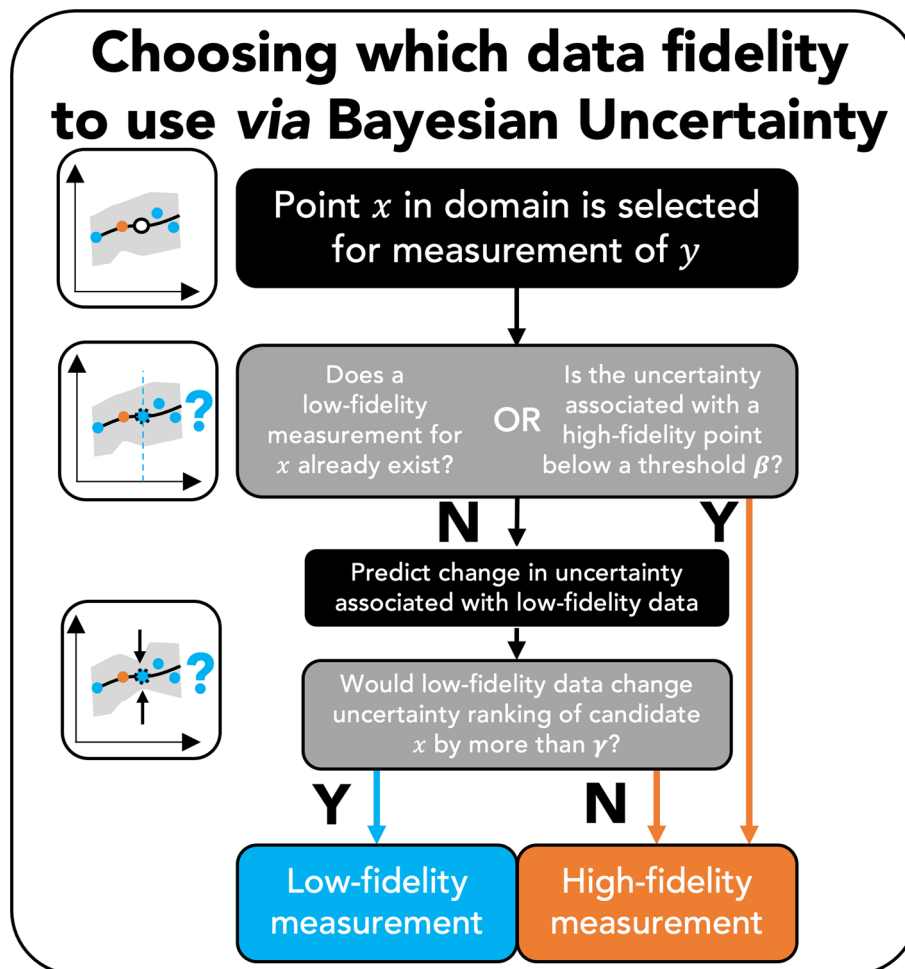 Choosing which data fidelity
to use via Bayesian Uncertainty
Point x in domain is selected
for measurement of y
?
Does a
low-fidelity
measurement for
x already exist?
OR
Is the uncertainty
associated with a
high-fidelity point
below a threshold β?
N
Y
Predict change in uncertainty
associated with low-fidelity data
?
Would low-fidelity data change
uncertainty ranking of candidate
x by more than γ?
Y
N
Low-fidelity
measurement
High-fidelity
measurement